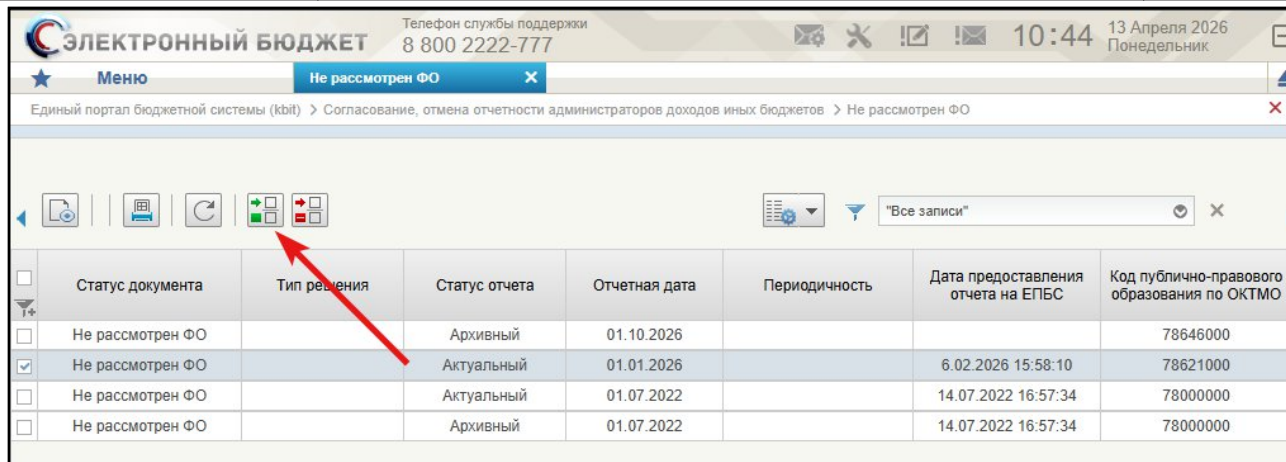 Телефон службы поддержки
ЭЛЕКТРОННЫЙ БЮДЖЕТ 8 800 2222-777 10:44 13 Апреля 2026
Понедельник
Меню Не рассмотрен ФО
Единый портал бюджетной системы (kbit) > Согласование, отмена отчетности администраторов доходов иных бюджетов > Не рассмотрен ФО
"Все записи"
Статус документа Тип решения Статус отчета Отчетная дата Периодичность Дата предоставления отчета на ЕПБС Код публично-правового образования по ОКТМО
Не рассмотрен ФО Архивный 01.10.2026 78646000
Не рассмотрен ФО Актуальный 01.01.2026 6.02.2026 15:58:10 78621000
Не рассмотрен ФО Актуальный 01.07.2022 14.07.2022 16:57:34 78000000
Не рассмотрен ФО Архивный 01.07.2022 14.07.2022 16:57:34 78000000